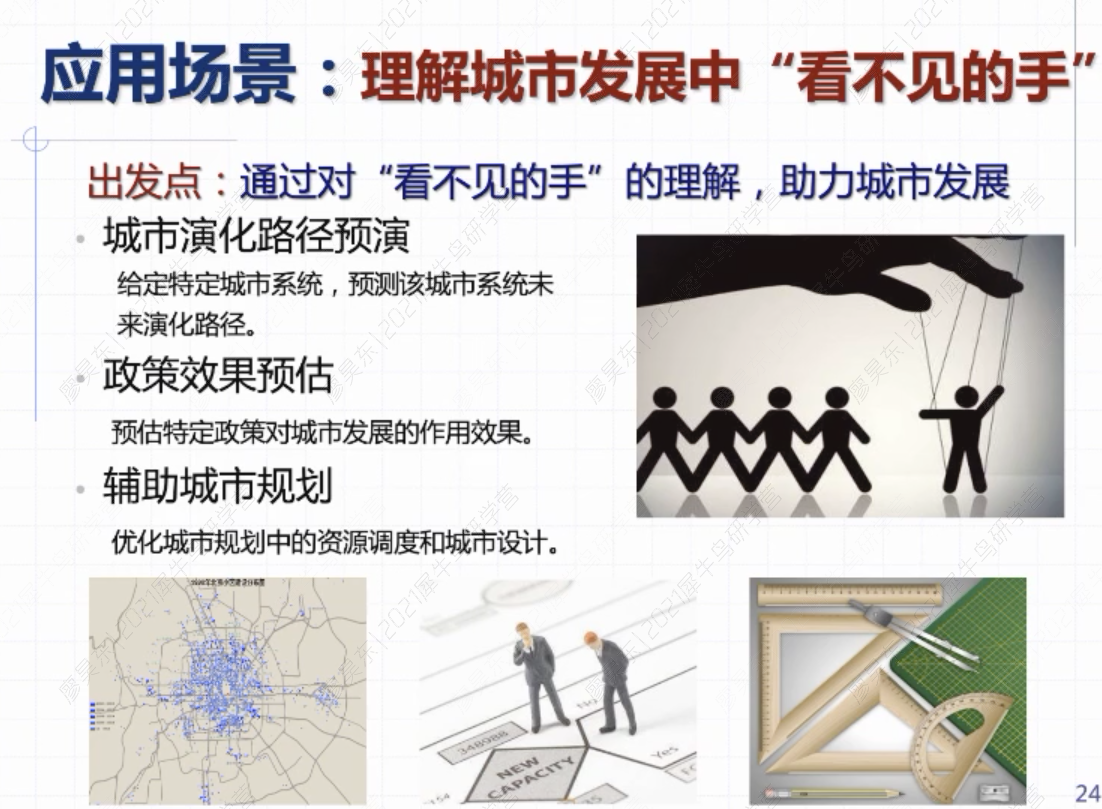 应用场景：理解城市发展中“看不见的手”
出发点：通过对“看不见的手”的理解，助力城市发展
• 城市演化路径预演
给定特定城市系统，预测该城市系统未
来演化路径。
• 政策效果预估
预估特定政策对城市发展的作用效果。
• 辅助城市规划
优化城市规划中的资源调度和城市设计。
No
348988
Yes
NEW
CAPACITY
24